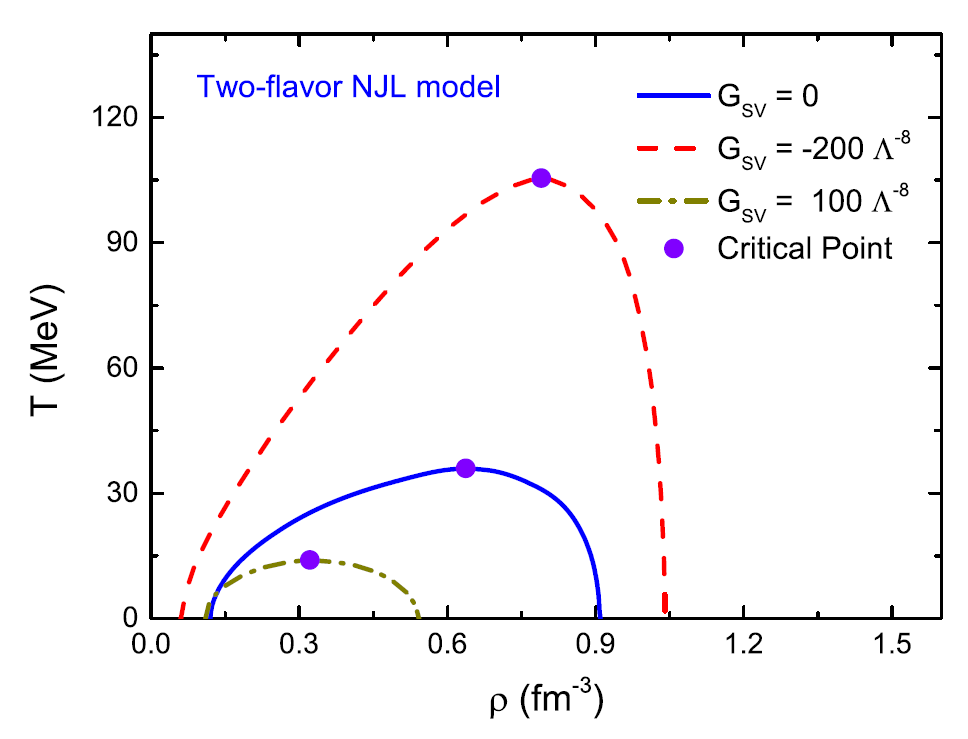 Two-flavor NJL model
G_SV = 0
G_SV = -200 Λ^-8
G_SV = 100 Λ^-8
Critical Point
T (MeV)
120
90
60
30
0
0.0 0.3 0.6 0.9 1.2 1.5
ρ (fm^-3)